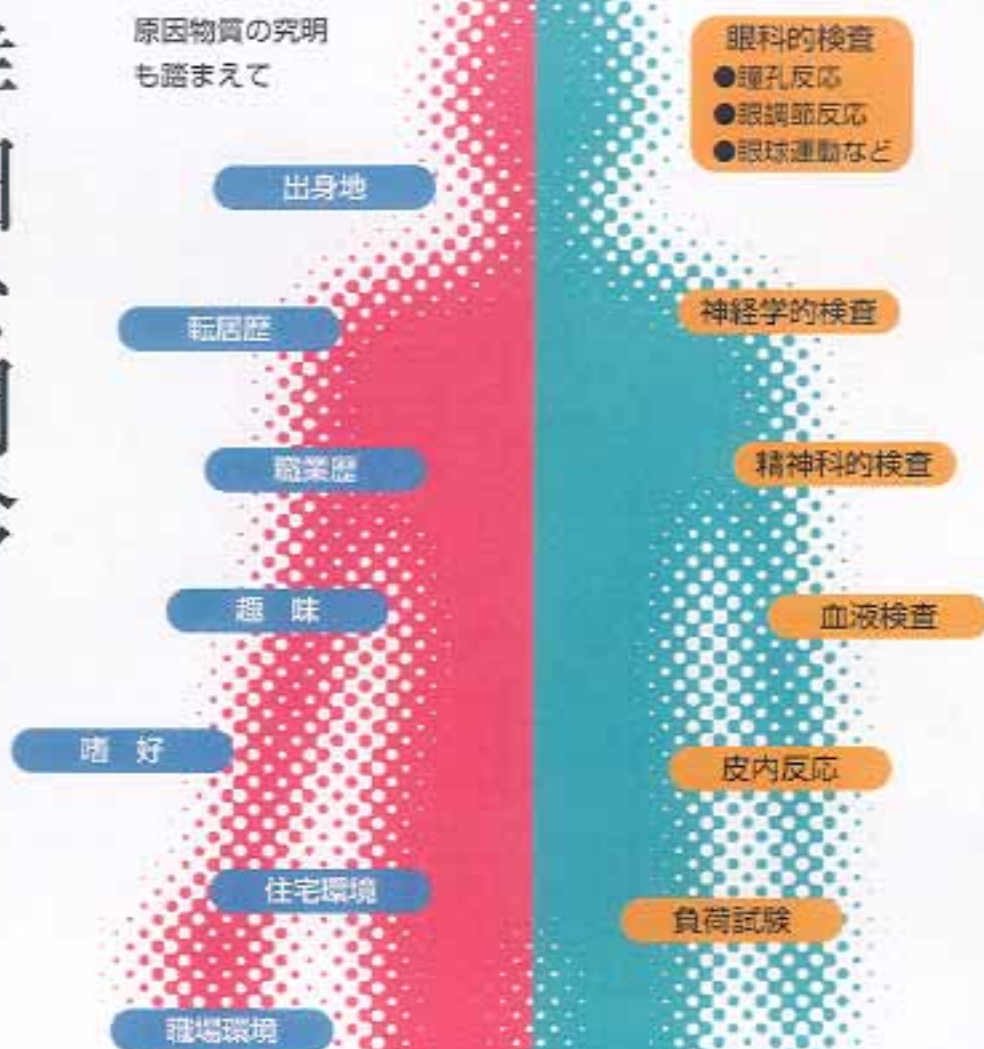 原因物質の究明
も踏まえて
出身地
転居歴
職業歴
趣 味
嗜 好
住宅環境
職場環境
眼科的検査
●瞳孔反応
●眼調節反応
●眼球運動など
神経学的検査
精神科的検査
血液検査
皮内反応
負荷試験